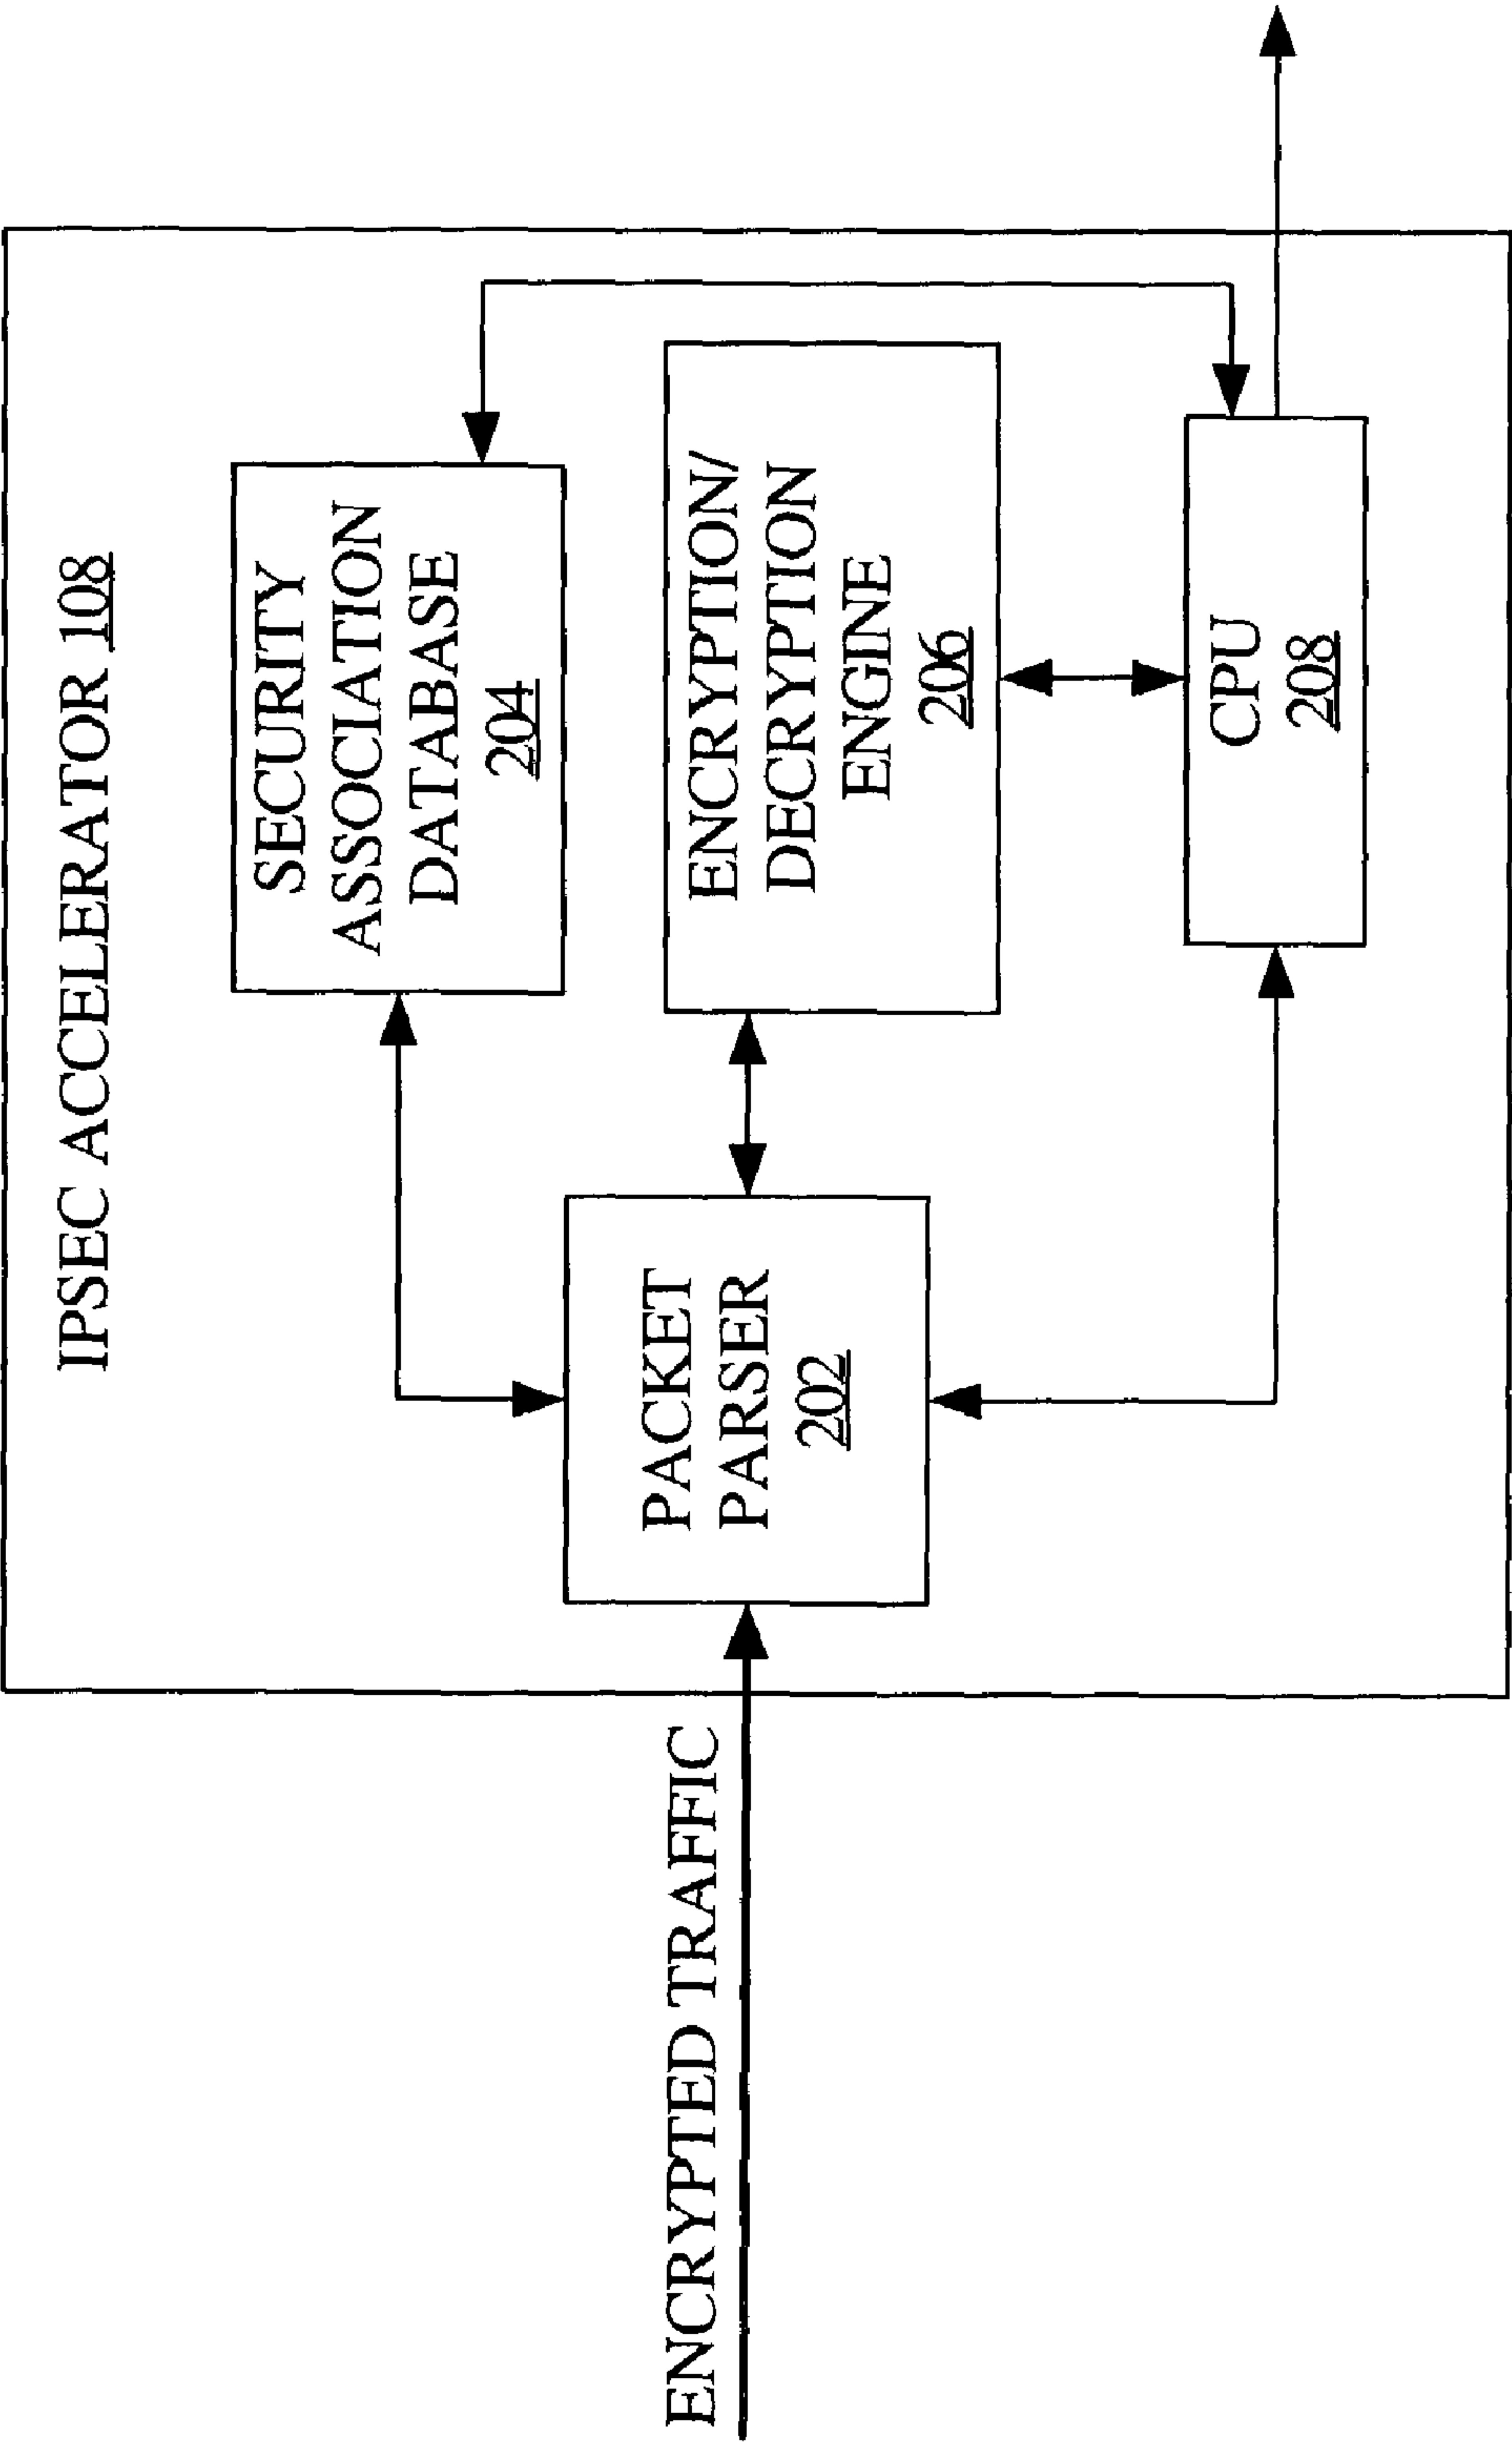 IPSEC ACCELERATOR 108
SECURITY
ASSOCIATION
DATABASE
204
ENCRYPTION/
DECRYPTION
ENGINE
206
PACKET
PARSER
202
CPU
208
ENCRYPTED TRAFFIC